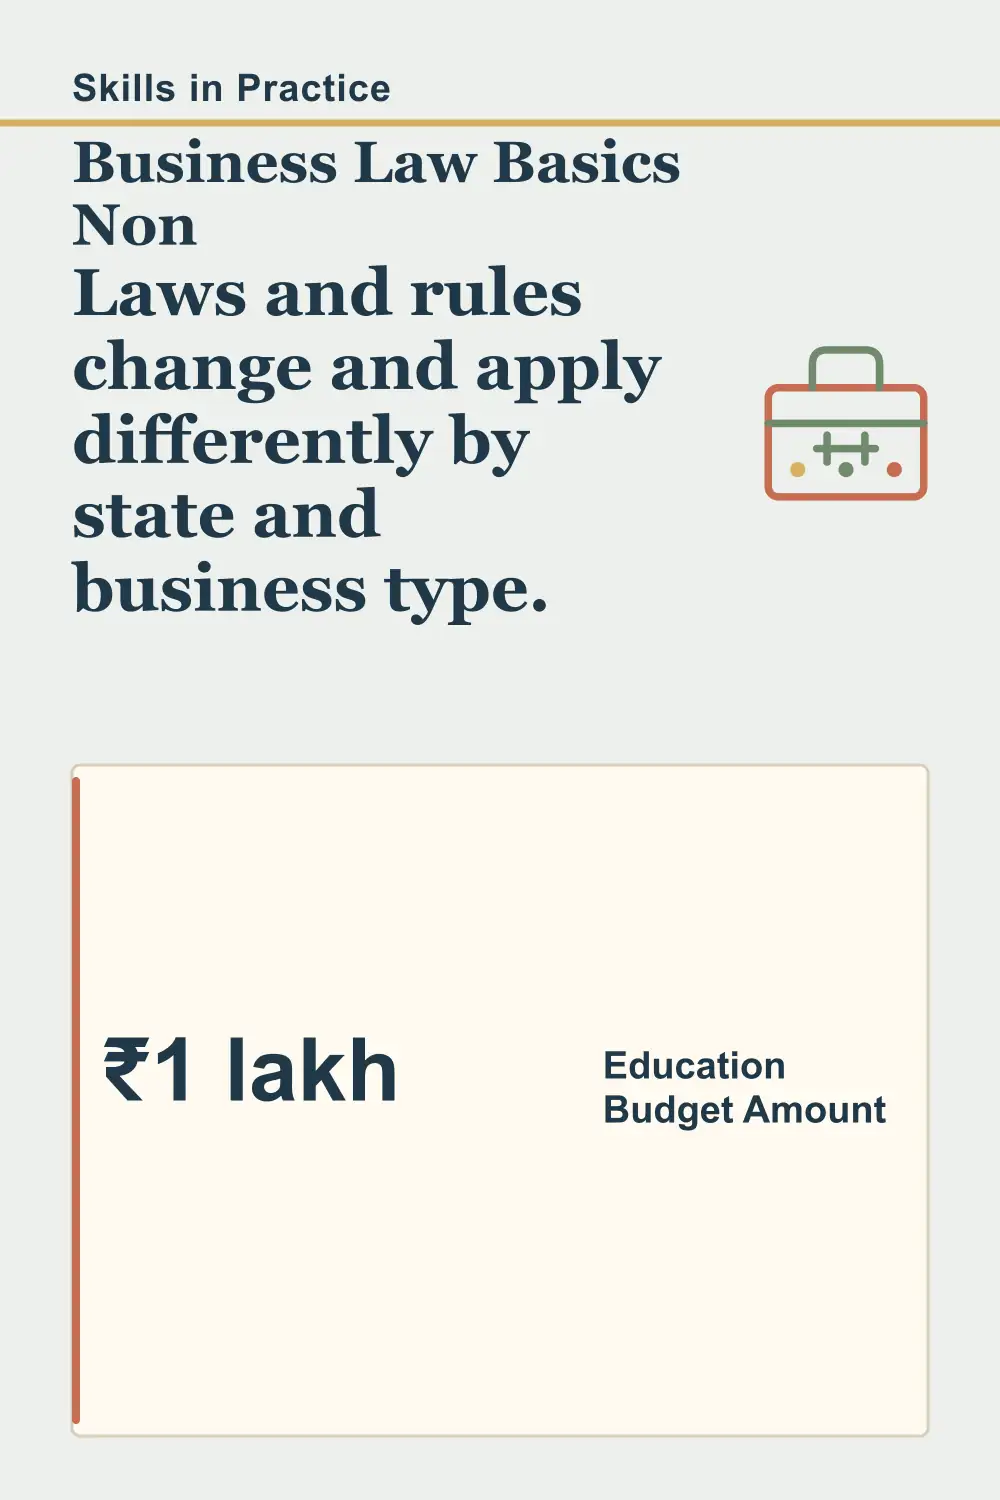 Skills in Practice
Business Law Basics
Non
Laws and rules
change and apply
differently by
state and
business type.
₹1 lakh
Education
Budget Amount